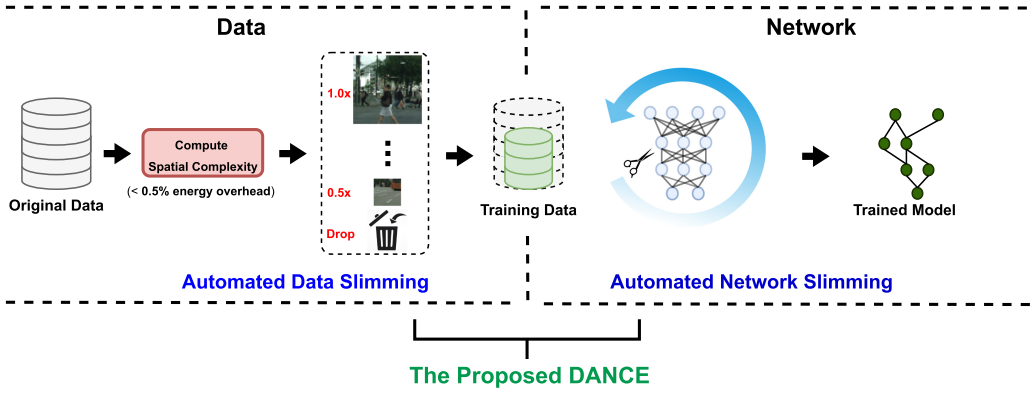 Data
Network
1.0x
Compute
Spatial Complexity
(< 0.5% energy overhead)
0.5x
Original Data
Training Data
Trained Model
Drop
Automated Data Slimming
Automated Network Slimming
The Proposed DANCE